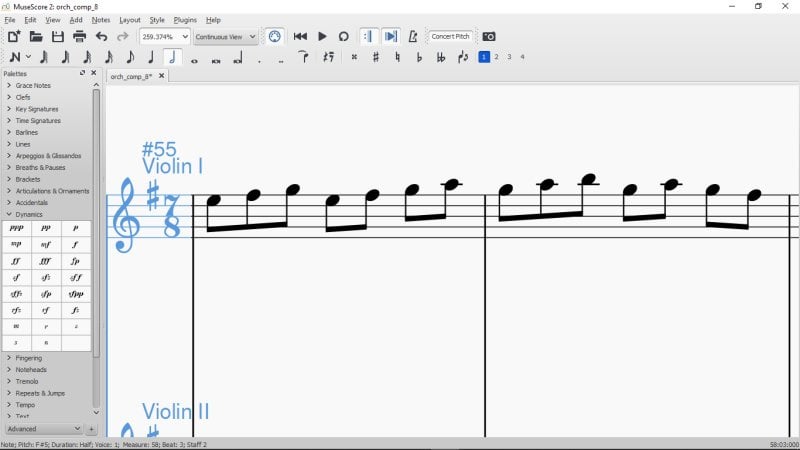 MuseScore 2: orch_comp_8
File Edit View Add Notes Layout Style Plugins Help
259.374% Continuous View Concert Pitch
1 2 3 4
Palettes
orch_comp_8*
Grace Notes
Clefs
Key Signatures
Time Signatures
Barlines
Lines
Arpeggios & Glissandos
Breaths & Pauses
Brackets
Articulations & Ornaments
Accidentals
Dynamics
ppp pp p
mp mf f
ff fff fp
sf sfz sff
sffz sfp sfpp
rfz rf fz
m r z
s n
Fingering
Noteheads
Tremolo
Repeats & Jumps
Tempo
Text
Advanced
#55
Violin I
7
8
Violin II
Note; Pitch: F#5; Duration: Half; Voice: 1; Measure: 58; Beat: 3; Staff 2
58:03:000